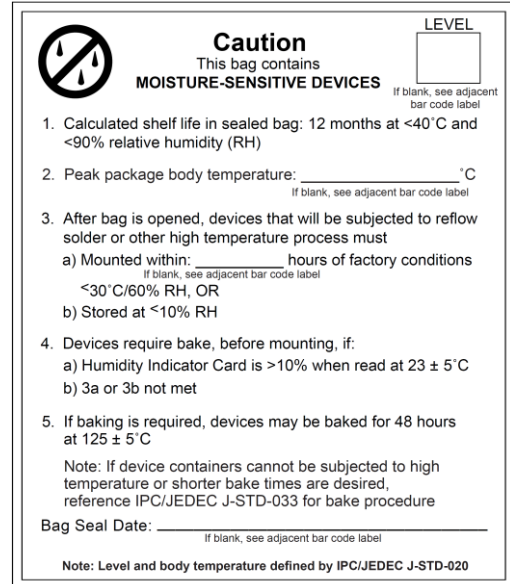 LEVEL
Caution
This bag contains
MOISTURE-SENSITIVE DEVICES
If blank, see adjacent
bar code label
1. Calculated shelf life in sealed bag: 12 months at <40˚C and
<90% relative humidity (RH)
2. Peak package body temperature: ____________________˚C
If blank, see adjacent bar code label
3. After bag is opened, devices that will be subjected to reflow
solder or other high temperature process must
a) Mounted within: ___________ hours of factory conditions
If blank, see adjacent bar code label
<30˚C/60% RH, OR
b) Stored at <10% RH
4. Devices require bake, before mounting, if:
a) Humidity Indicator Card is >10% when read at 23 ± 5˚C
b) 3a or 3b not met
5. If baking is required, devices may be baked for 48 hours
at 125 ± 5˚C
Note: If device containers cannot be subjected to high
temperature or shorter bake times are desired,
reference IPC/JEDEC J-STD-033 for bake procedure
Bag Seal Date: ________________________________________
If blank, see adjacent bar code label
Note: Level and body temperature defined by IPC/JEDEC J-STD-020